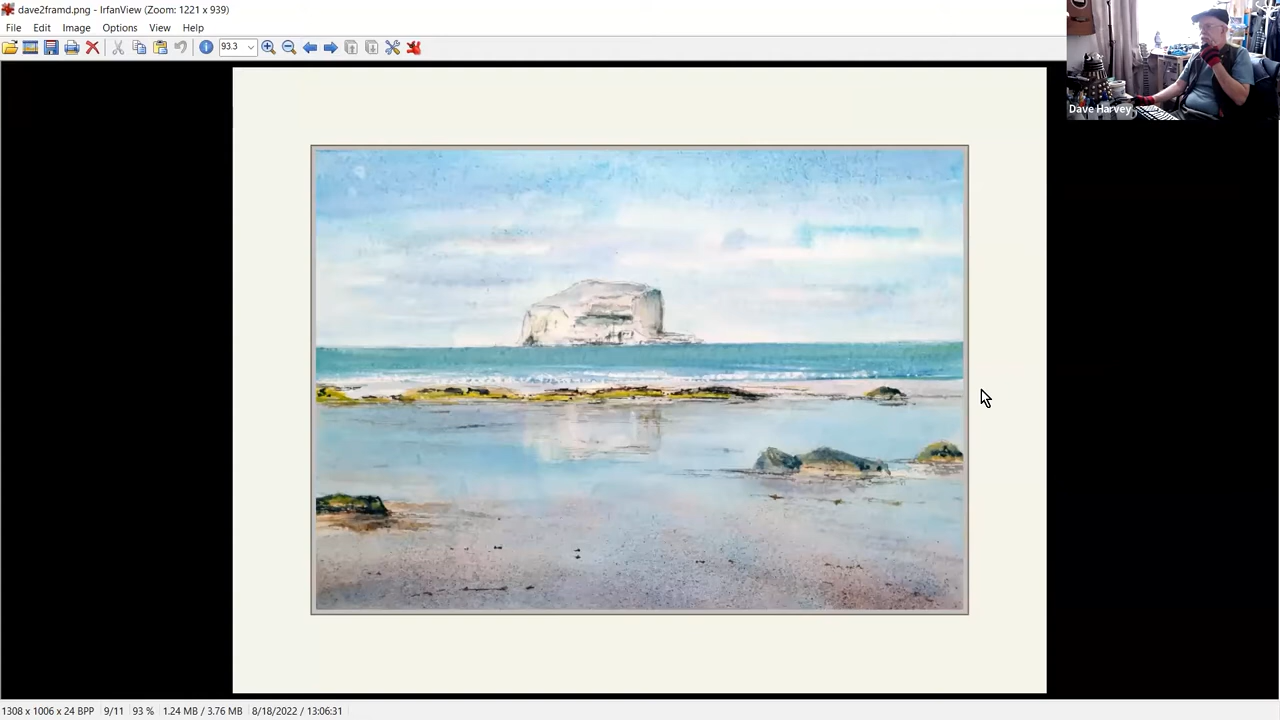 dave2framd.png - IrfanView (Zoom: 1221 x 939)
File Edit Image Options View Help
93.3
Dave Harvey
1308 x 1006 x 24 BPP 9/11 93 % 1.24 MB / 3.76 MB 8/18/2022 / 13:06:31